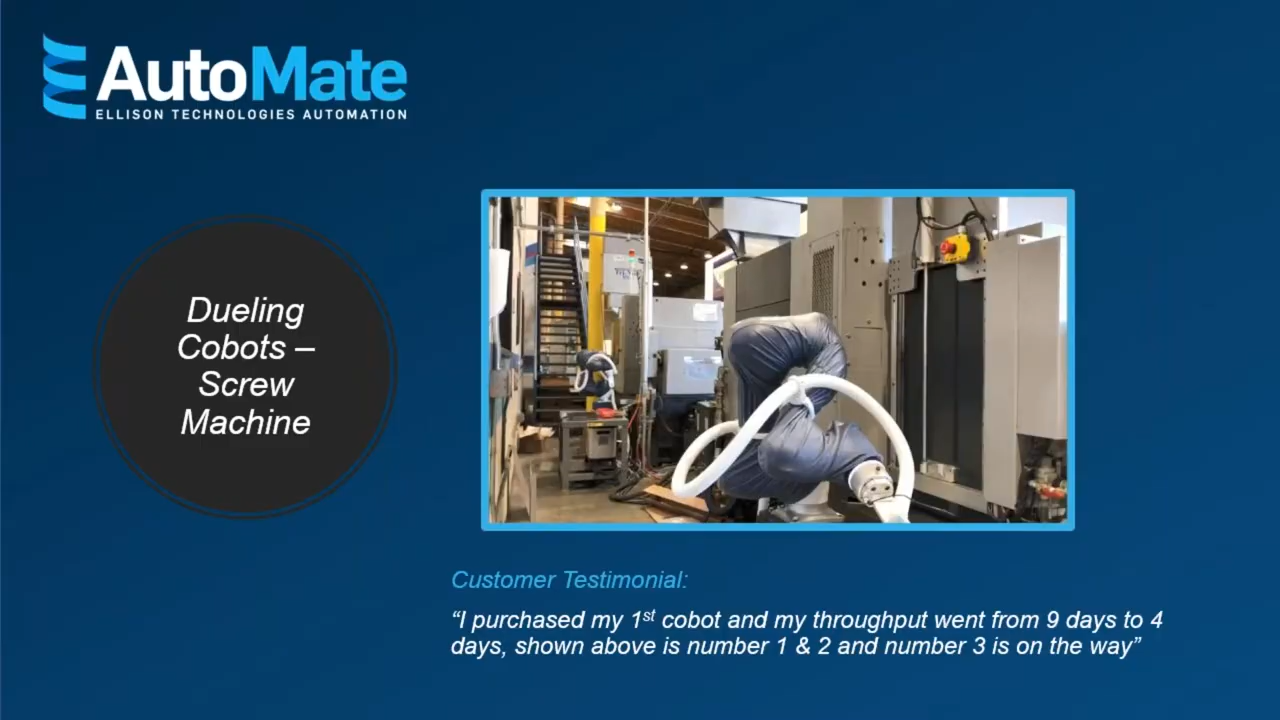 AutoMate
ELLISON TECHNOLOGIES AUTOMATION
Dueling
Cobots –
Screw
Machine
Customer Testimonial:
“I purchased my 1st cobot and my throughput went from 9 days to 4
days, shown above is number 1 & 2 and number 3 is on the way”